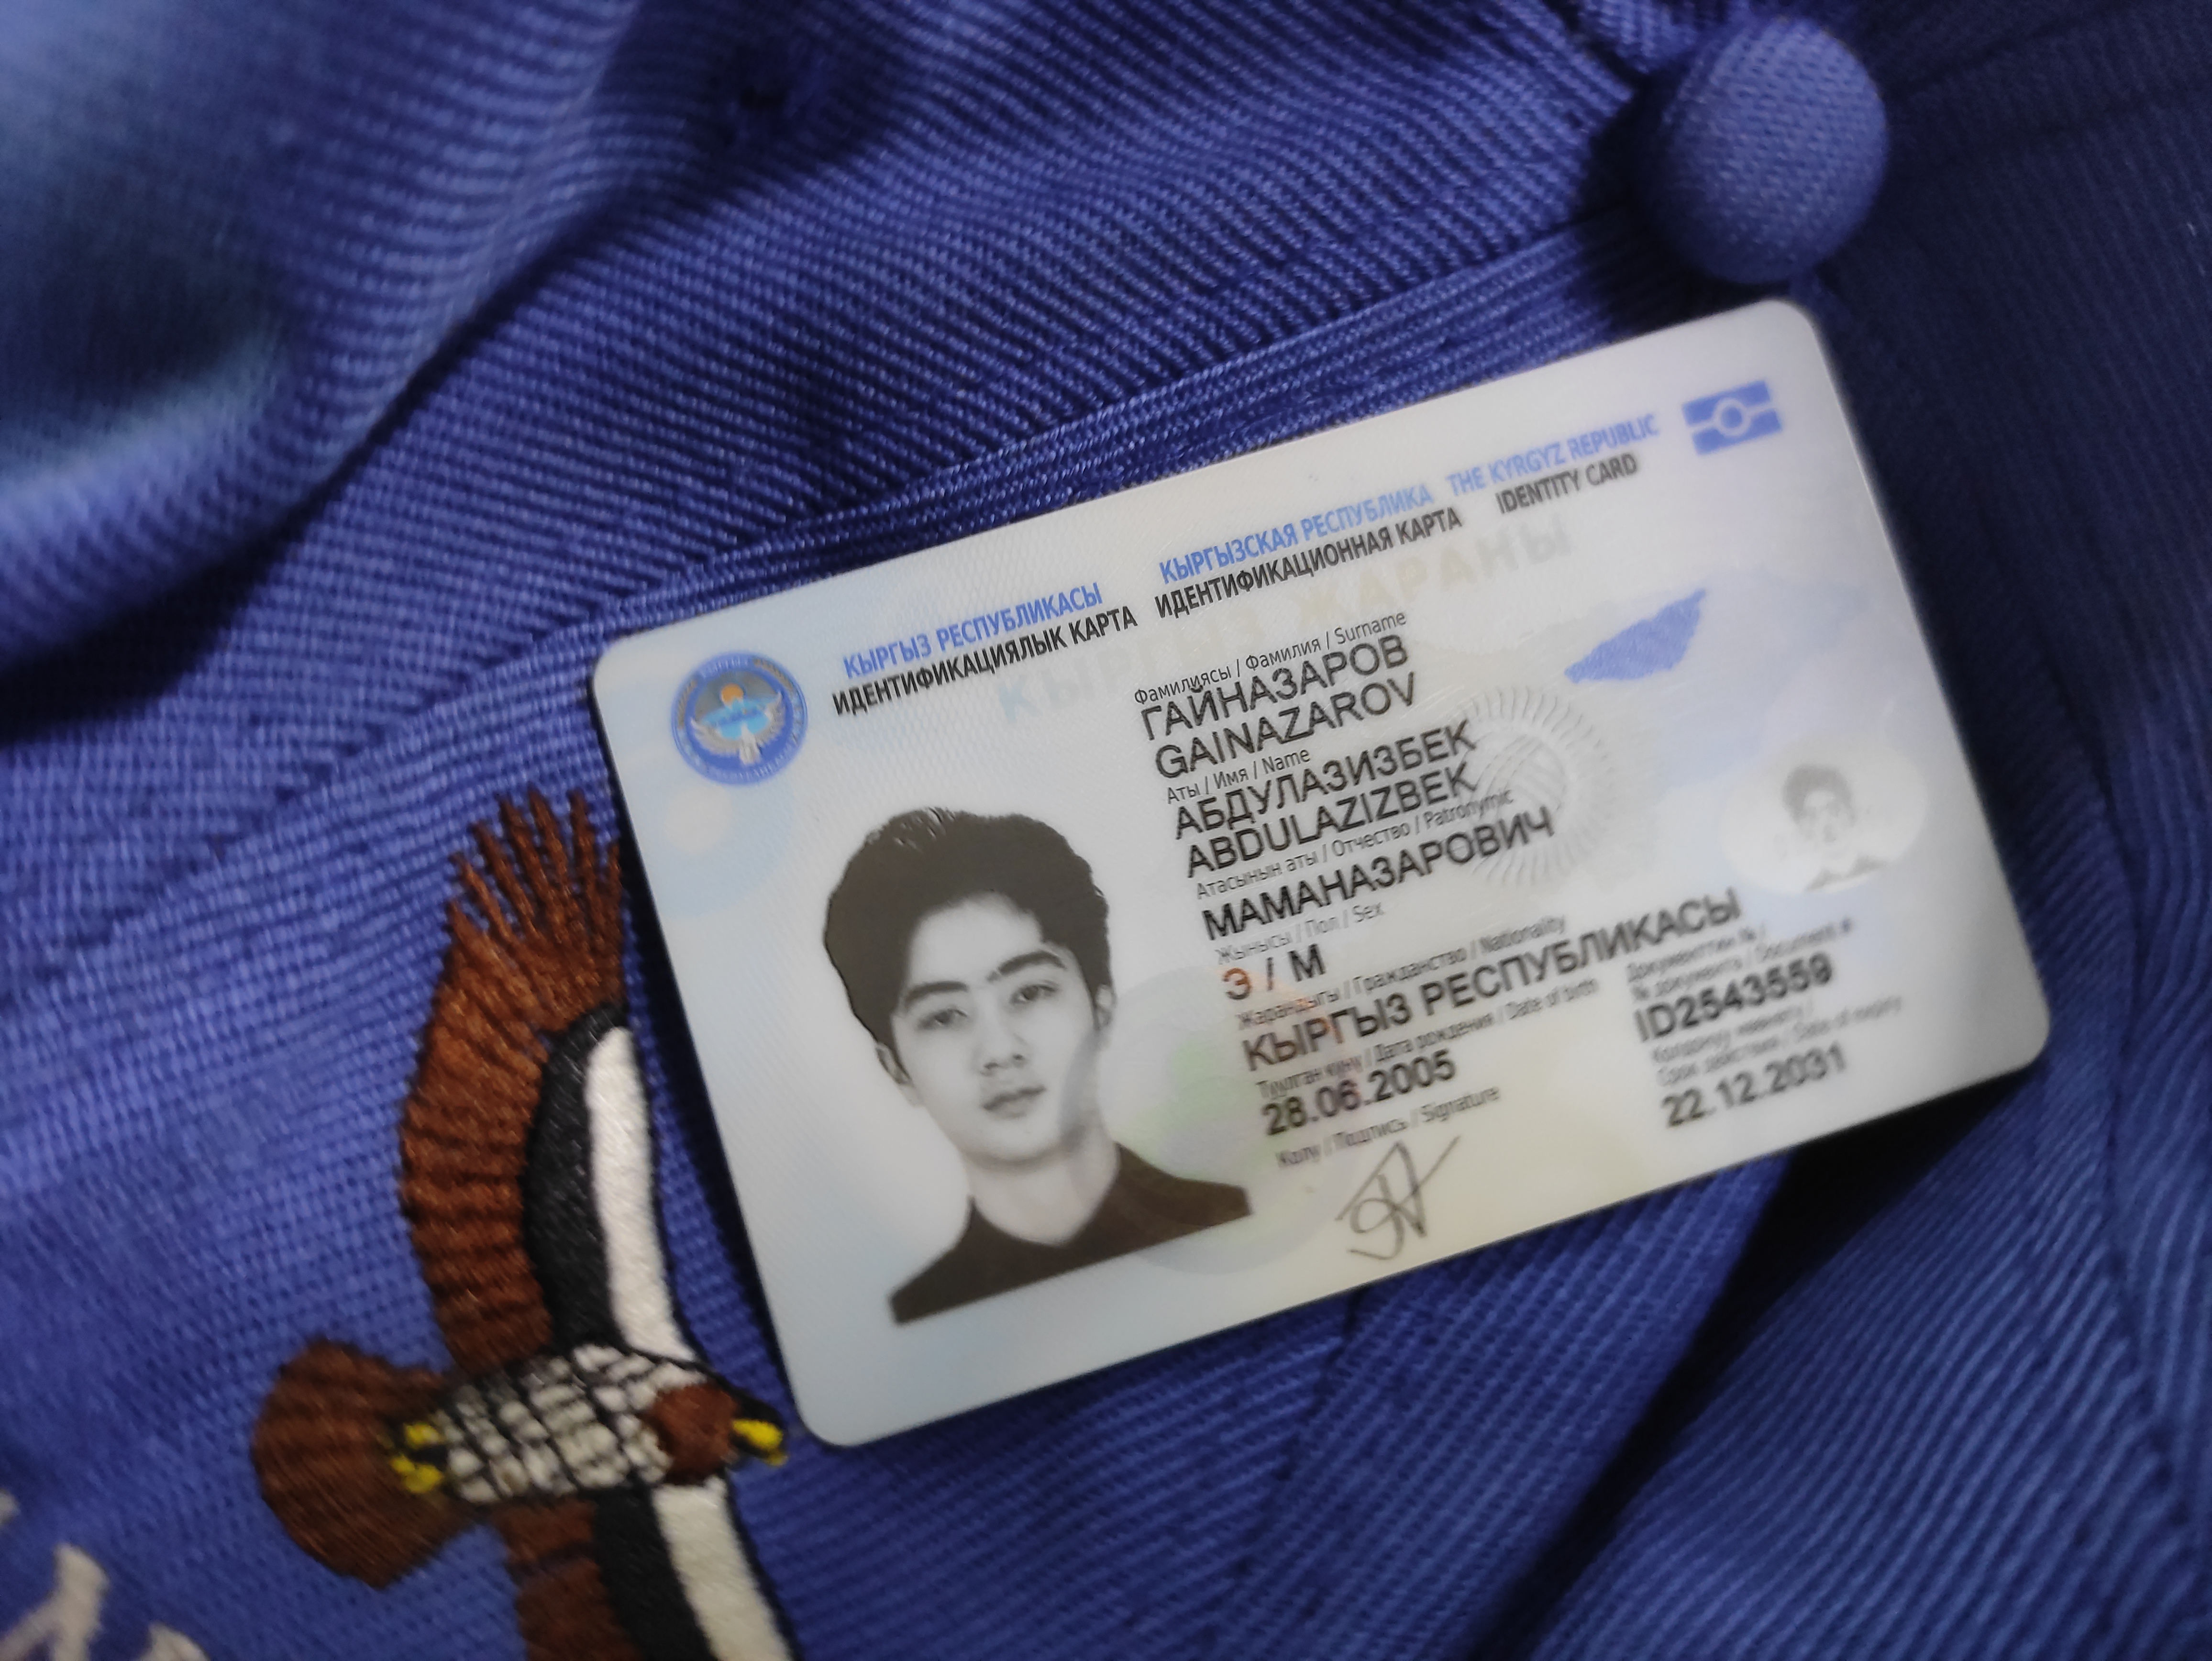 КЫРГЫЗ РЕСПУБЛИКАСЫ КЫРГЫЗСКАЯ РЕСПУБЛИКА THE KYRGYZ REPUBLIC
ИДЕНТИФИКАЦИЯЛЫК КАРТА ИДЕНТИФИКАЦИОННАЯ КАРТА IDENTITY CARD
КЫРГЫЗ ЖАРАНЫ
Фамилиясы / Фамилия / Surname
ГАЙНАЗАРОВ
GAINAZAROV
Аты / Имя / Name
АБДУЛАЗИЗБЕК
ABDULAZIZBEK
Атасынын аты / Отчество / Patronymic
МАМАНАЗАРОВИЧ
Жынысы / Пол / Sex
Э / М
Жарандыгы / Гражданство / Nationality
КЫРГЫЗ РЕСПУБЛИКАСЫ
Туулган күнү / Дата рождения / Date of birth
28.06.2005
Документтин № /
№ документа / Document #
ID2543559
Колдонуу мөөнөтү /
Срок действия / Date of expiry
22.12.2031
Колу / Подпись / Signature